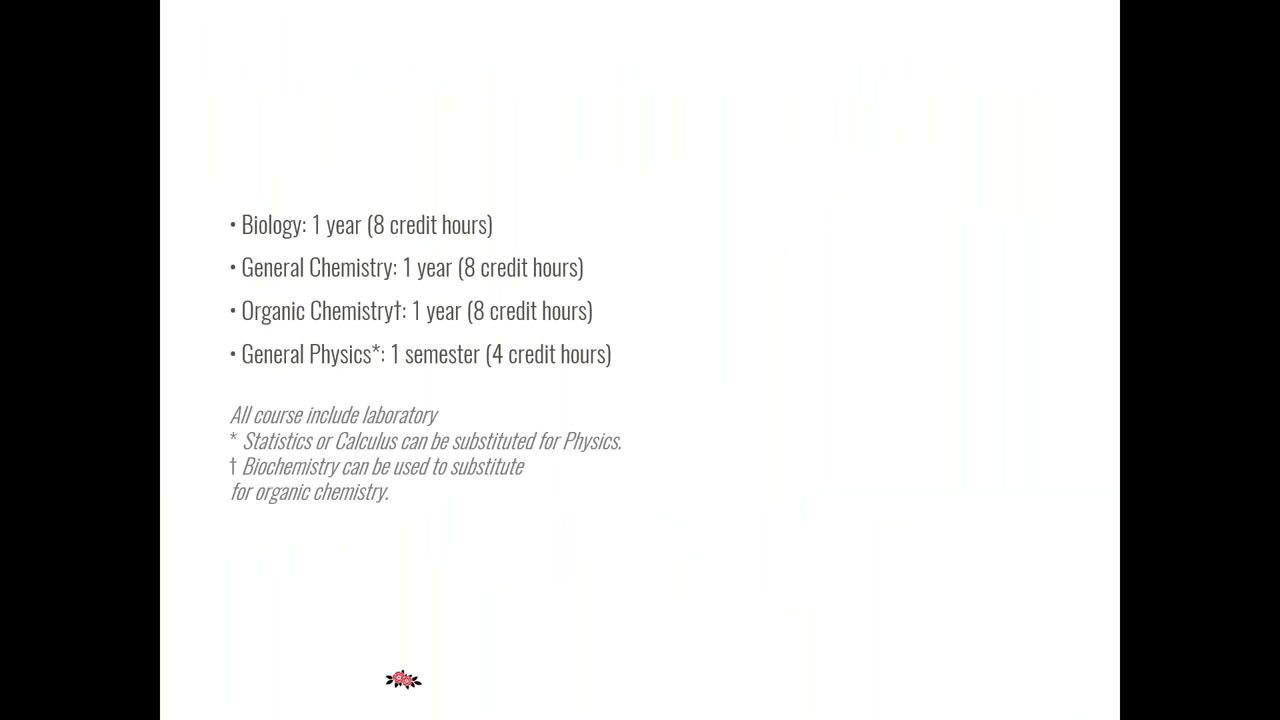 • Biology: 1 year (8 credit hours)
• General Chemistry: 1 year (8 credit hours)
• Organic Chemistry†: 1 year (8 credit hours)
• General Physics*: 1 semester (4 credit hours)
All course include laboratory
* Statistics or Calculus can be substituted for Physics.
† Biochemistry can be used to substitute
for organic chemistry.